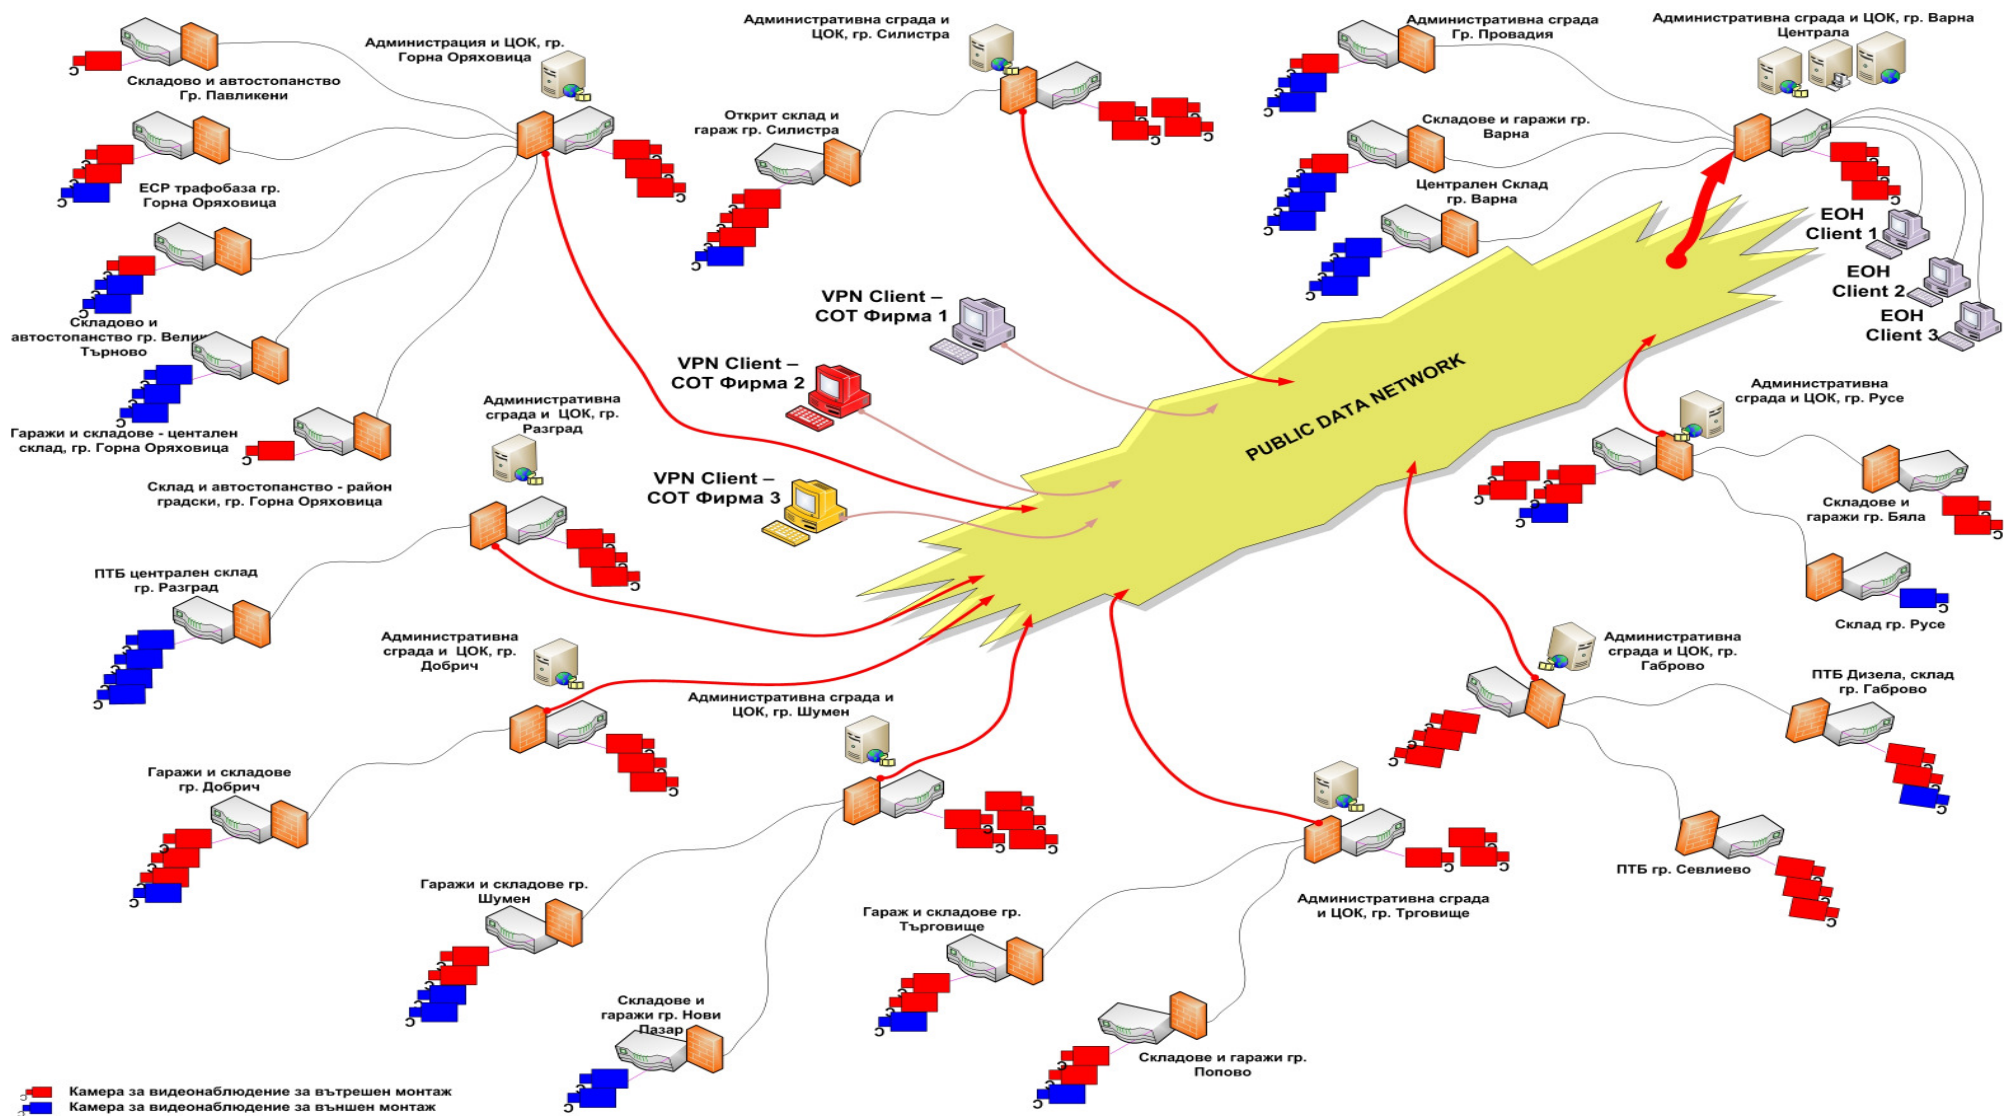 Администрация и ЦОК, гр.
Горна Оряховица
Складово и автостопанство
Гр. Павликени
ЕСР трафобаза гр.
Горна Оряховица
Складово и
автостопанство гр. Велик
Търново
Гаражи и складове - централен
склад, гр. Горна Оряховица
Склад и автостопанство - район
градски, гр. Горна Оряховица
Административна сграда и
ЦОК, гр. Силистра
Открит склад и
гараж гр. Силистра
Административна сграда
Гр. Провадия
Административна сграда и ЦОК, гр. Варна
Централа
Складове и гаражи гр.
Варна
Централен Склад
гр. Варна
EOH
Client 1
EOH
Client 2
EOH
Client 3
VPN Client –
СОТ Фирма 1
VPN Client –
СОТ Фирма 2
VPN Client –
СОТ Фирма 3
PUBLIC DATA NETWORK
Административна
сграда и ЦОК, гр.
Разград
ПТБ централен склад
гр. Разград
Административна
сграда и ЦОК, гр. Русе
Складове и
гаражи гр. Бяла
Склад гр. Русе
Административна
сграда и ЦОК, гр.
Добрич
Гаражи и складове
гр. Добрич
Административна сграда и
ЦОК, гр. Шумен
Гаражи и складове гр.
Шумен
Складове и
гаражи гр. Нови
Пазар
Административна
сграда и ЦОК, гр.
Габрово
ПТБ Дизела, склад
гр. Габрово
ПТБ гр. Севлиево
Административна сграда
и ЦОК, гр. Трговище
Гараж и складове гр.
Търговище
Складове и гаражи гр.
Попово
Камера за видеонаблюдение за вътрешен монтаж
Камера за видеонаблюдение за външен монтаж